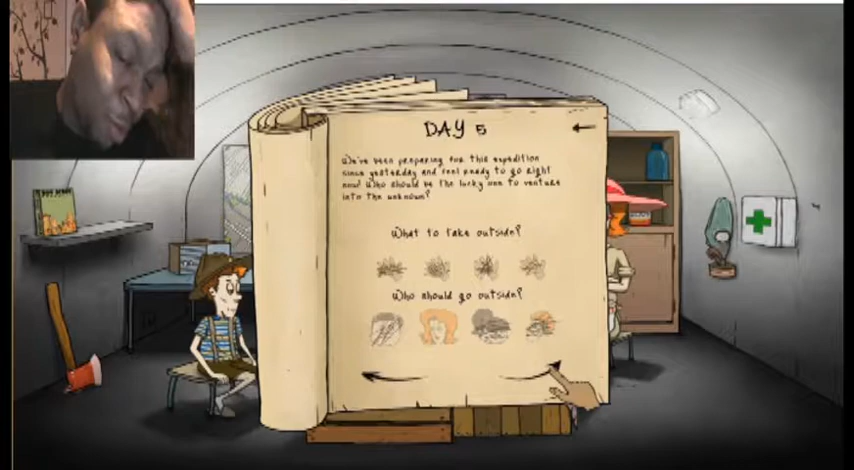 DAY 5
We've been preparing for this expedition
since yesterday and feel ready to go right
now! Who should be the lucky one to venture
into the unknown?
What to take outside?
Who should go outside?